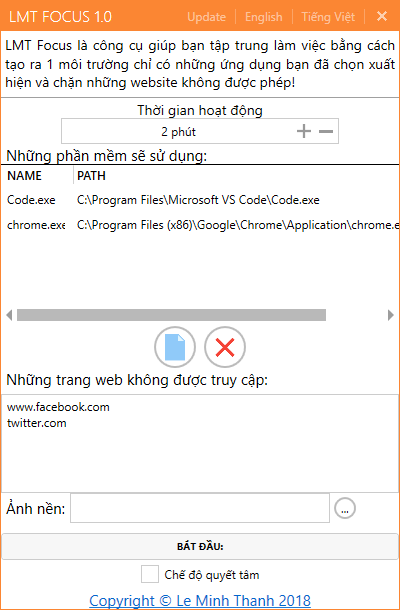 LMT FOCUS 1.0 Update English Tiếng Việt
LMT Focus là công cụ giúp bạn tập trung làm việc bằng cách
tạo ra 1 môi trường chỉ có những ứng dụng bạn đã chọn xuất
hiện và chặn những website không được phép!
Thời gian hoạt động
2 phút
Những phần mềm sẽ sử dụng:
NAME PATH
Code.exe C:\Program Files\Microsoft VS Code\Code.exe
chrome.exe C:\Program Files (x86)\Google\Chrome\Application\chrome.e
Những trang web không được truy cập:
www.facebook.com
twitter.com
Ảnh nền: ...
BẮT ĐẦU:
Chế độ quyết tâm
Copyright © Le Minh Thanh 2018